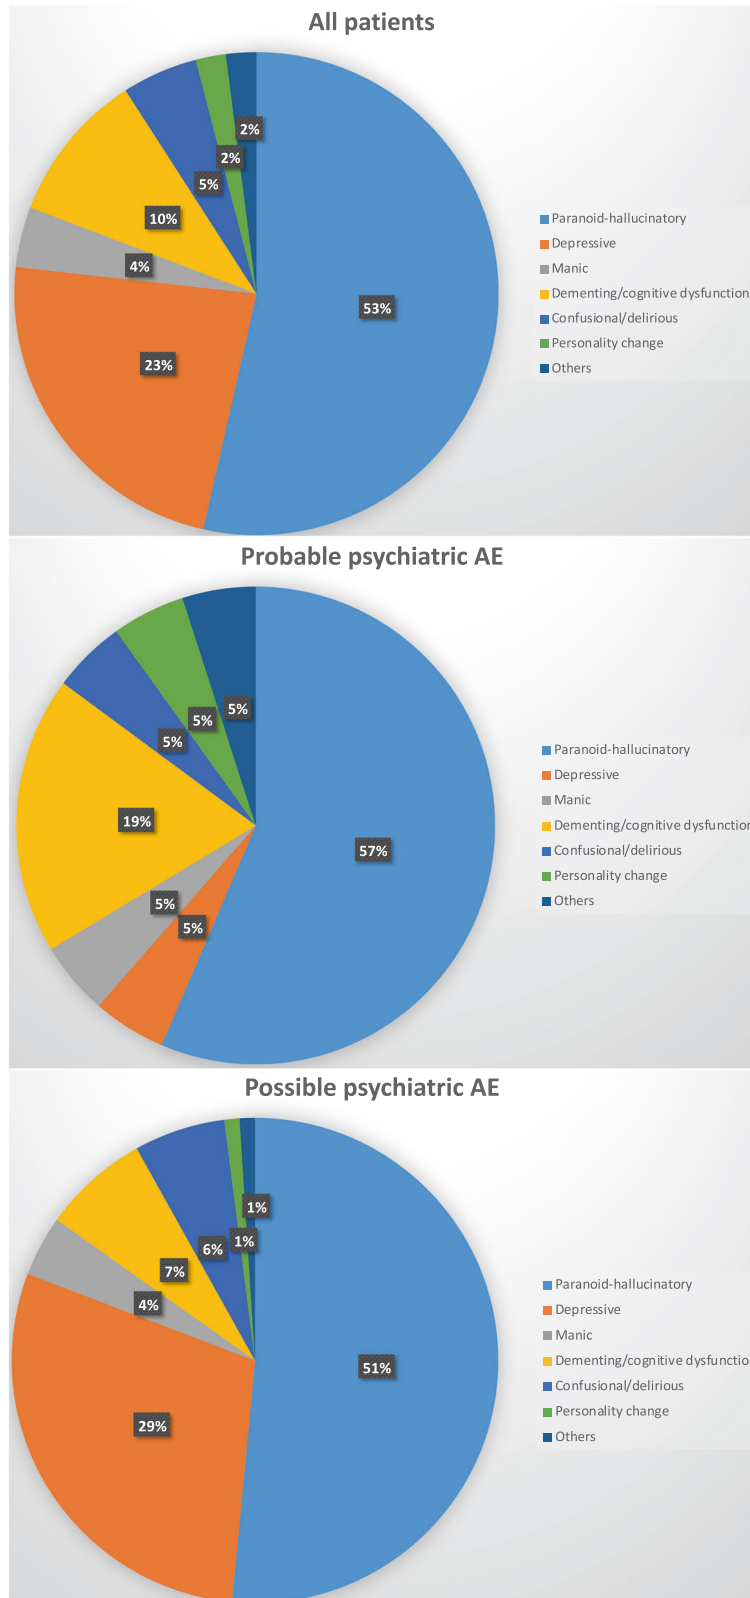 All patients
2%
2%
5%
10%
4%
53%
23%
Paranoid-hallucinatory
Depressive
Manic
Dementing/cognitive dysfunction
Confusional/delirious
Personality change
Others
Probable psychiatric AE
5%
5%
5%
19%
57%
5%
5%
Paranoid-hallucinatory
Depressive
Manic
Dementing/cognitive dysfunction
Confusional/delirious
Personality change
Others
Possible psychiatric AE
1%
1%
6%
7%
4%
51%
29%
Paranoid-hallucinatory
Depressive
Manic
Dementing/cognitive dysfunctio
Confusional/delirious
Personality change
Others